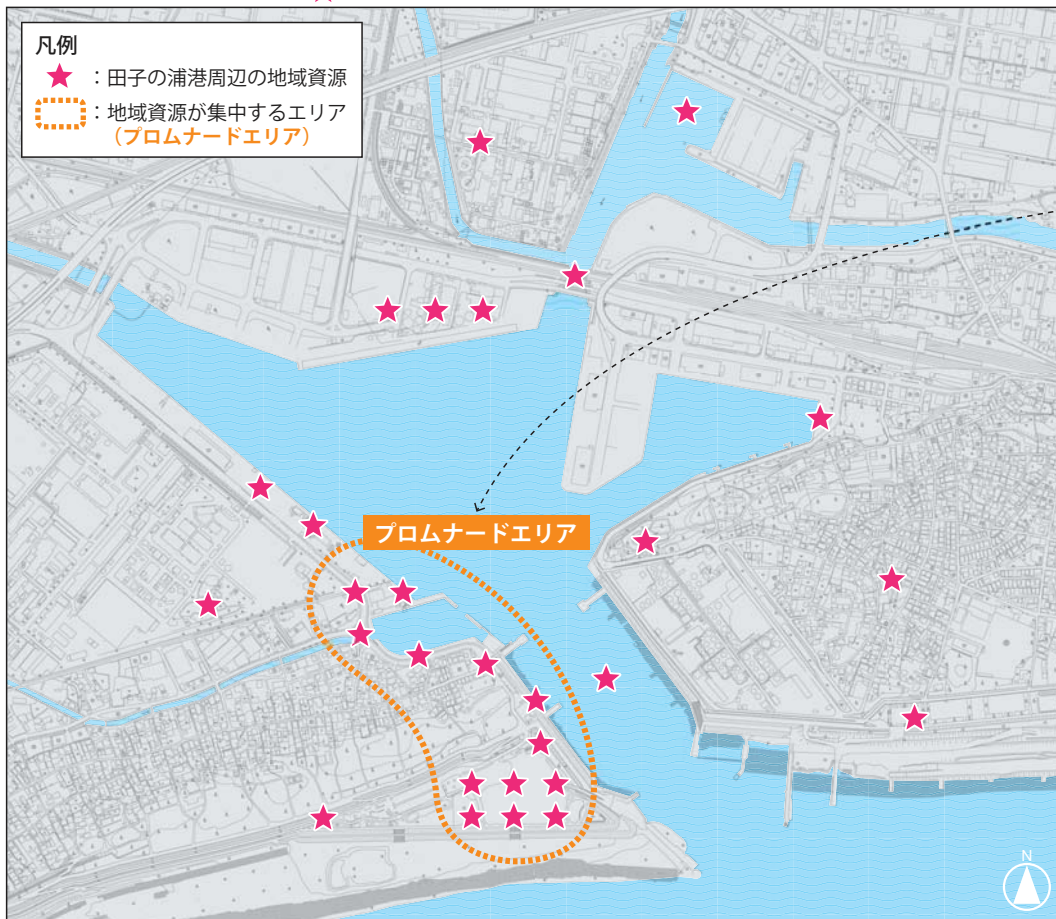 凡例
：田子の浦港周辺の地域資源
：地域資源が集中するエリア
（プロムナードエリア）
プロムナードエリア
N